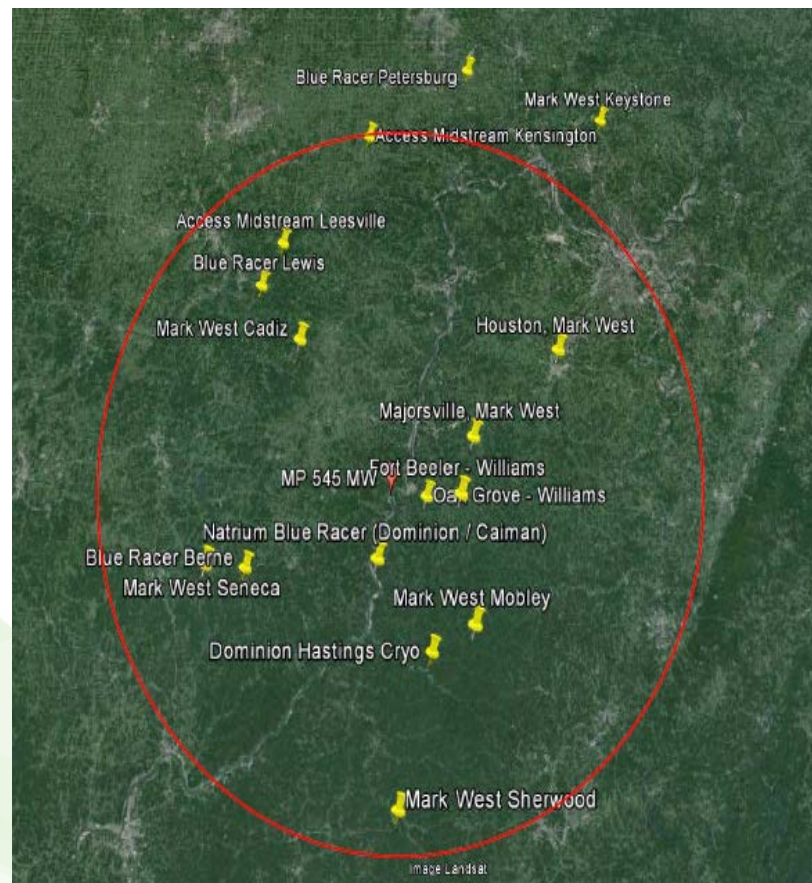 Blue Racer Petersburg
Mark West Keystone
Access Midstream Kensington
Access Midstream Leesville
Blue Racer Lewis
Mark West Cadiz
Houston, Mark West
Majorsville, Mark West
Fort Beeler - Williams
MP 545 MW
Grove - Williams
Natrium Blue Racer (Dominion / Caiman)
Blue Racer Berne
Mark West Seneca
Mark West Mobley
Dominion Hastings Cryo
Mark West Sherwood
Image Landsat